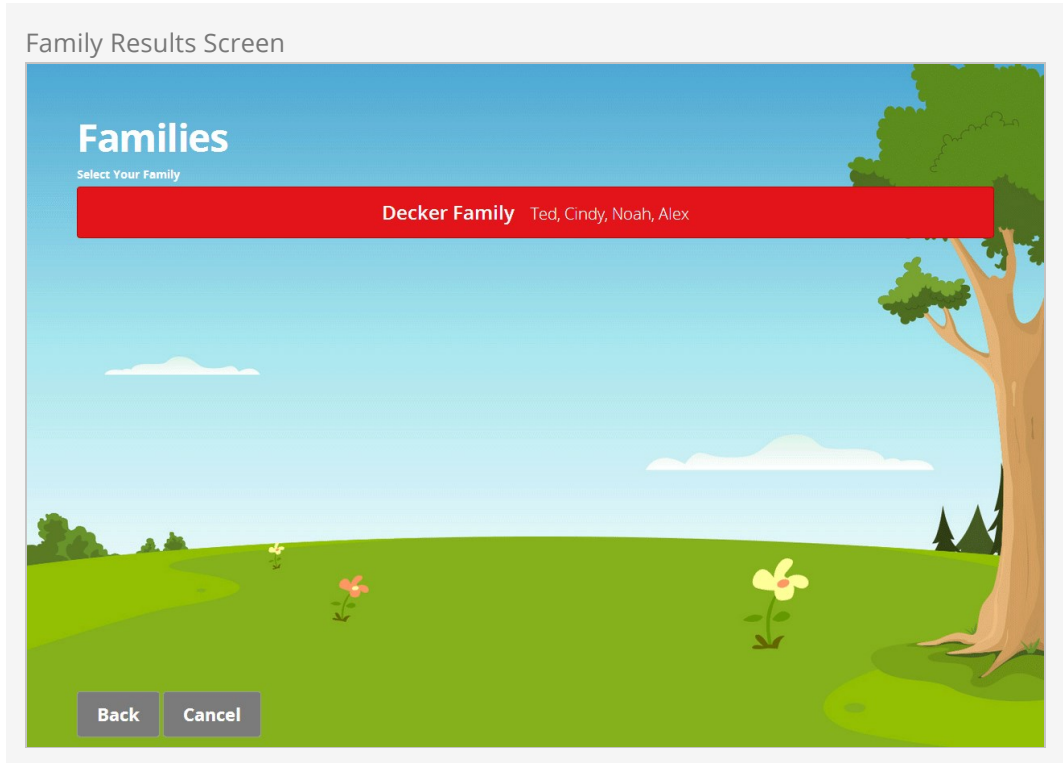 Family Results Screen
Families
Select Your Family
Decker Family Ted, Cindy, Noah, Alex
Back Cancel